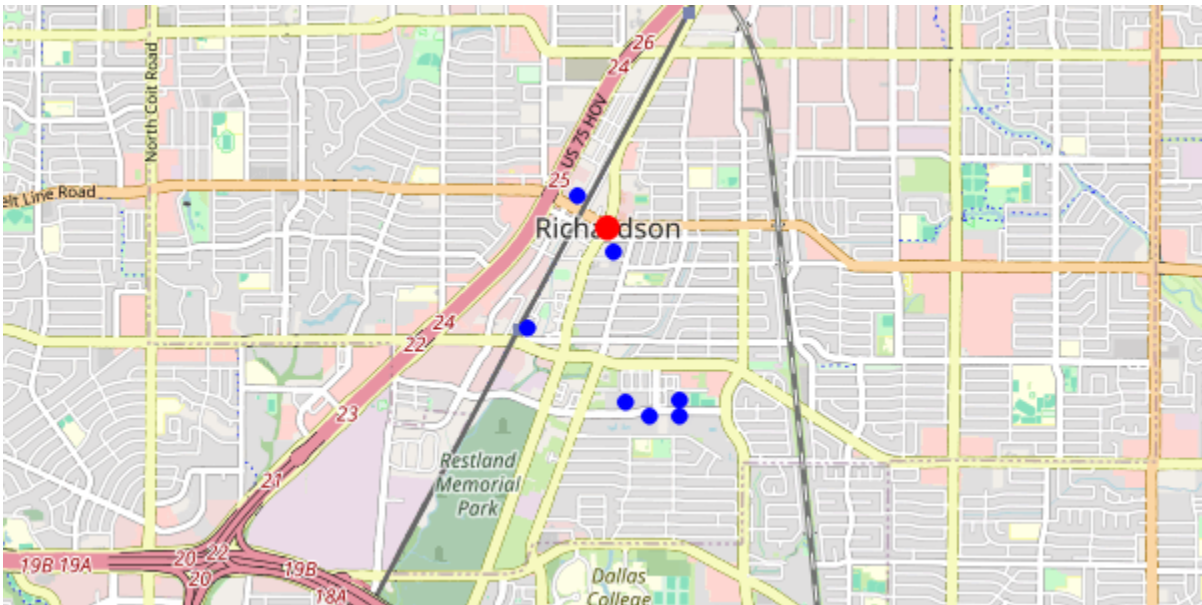 26
24
North Coit Road
US 75 HOV
25
elt Line Road
Richardson
24
22
23
Restland
Memorial
Park
21
20
22
19B 19A
20
19B
18A
Dallas
College